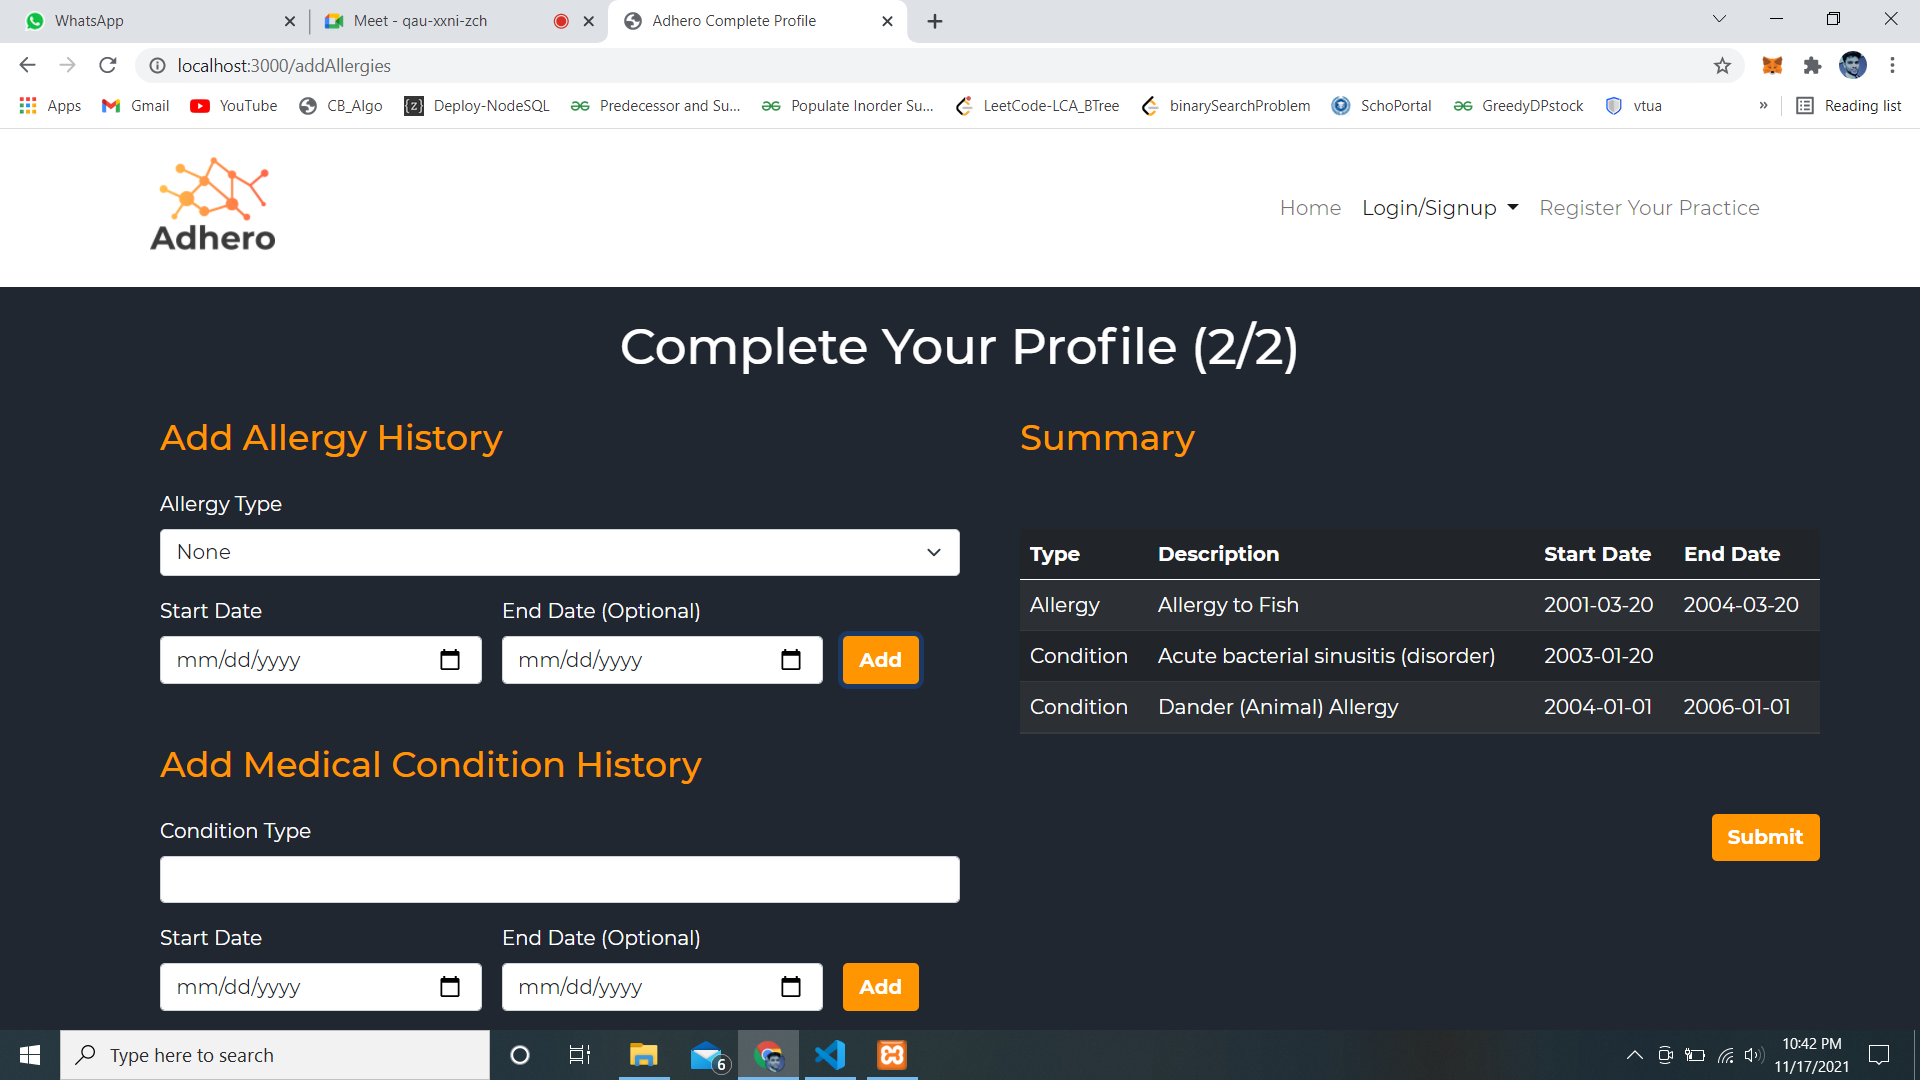 WhatsApp
Meet - qau-xxni-zch
Adhero Complete Profile
localhost:3000/addAllergies
Apps
Gmail
YouTube
CB_Algo
{z}
Deploy-NodeSQL
Predecessor and Su...
Populate Inorder Su...
LeetCode-LCA_BTree
binarySearchProblem
SchoPortal
GreedyDPstock
vtua
»
Reading list
Adhero
Home
Login/Signup
Register Your Practice
Complete Your Profile (2/2)
Add Allergy History
Allergy Type
None
Start Date
End Date (Optional)
mm/dd/yyyy
mm/dd/yyyy
Add
Add Medical Condition History
Condition Type
Start Date
End Date (Optional)
mm/dd/yyyy
mm/dd/yyyy
Add
Summary
Type Description Start Date End Date
Allergy Allergy to Fish 2001-03-20 2004-03-20
Condition Acute bacterial sinusitis (disorder) 2003-01-20
Condition Dander (Animal) Allergy 2004-01-01 2006-01-01
Submit
Type here to search
6
10:42 PM
11/17/2021